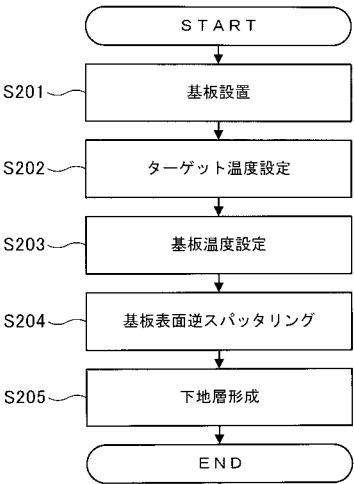 START
S201 基板設置
S202 ターゲット温度設定
S203 基板温度設定
S204 基板表面逆スパッタリング
S205 下地層形成
END